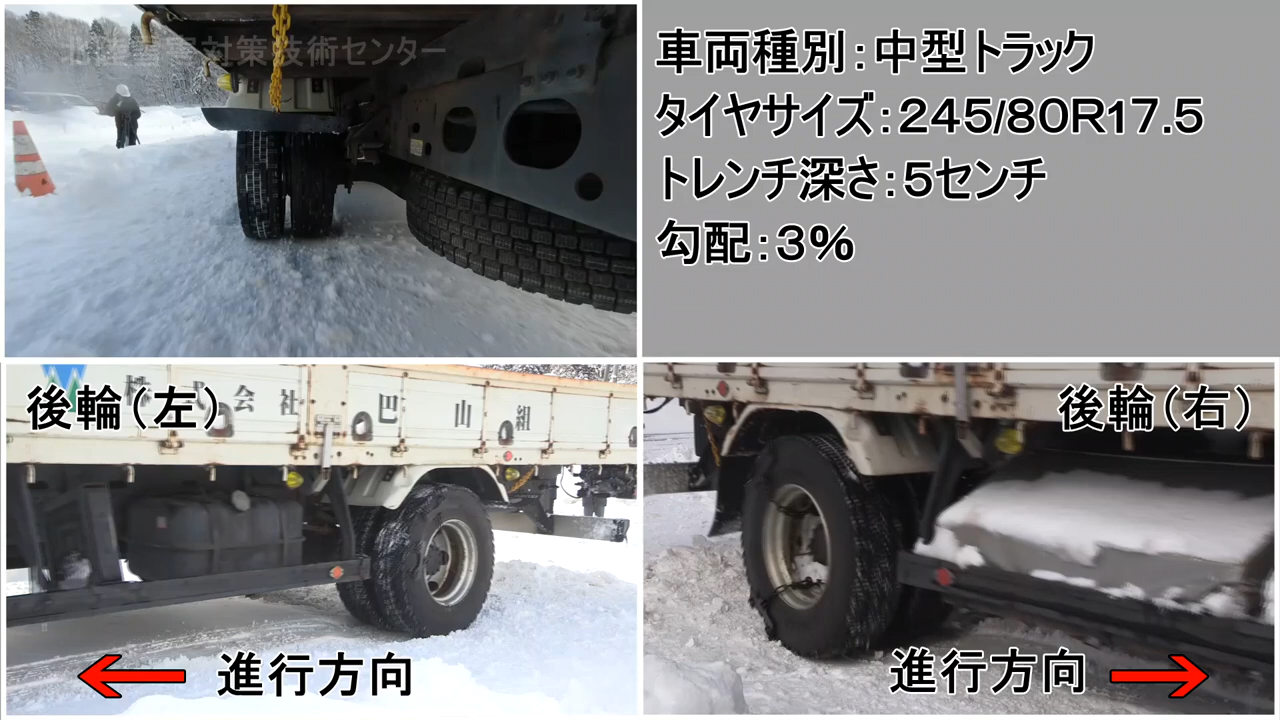 車両種別：中型トラック
タイヤサイズ：２４５/８０Ｒ１７.５
トレンチ深さ：５センチ
勾配：３％
後輪（左）
株式会社 巴山組
進行方向
後輪（右）
進行方向